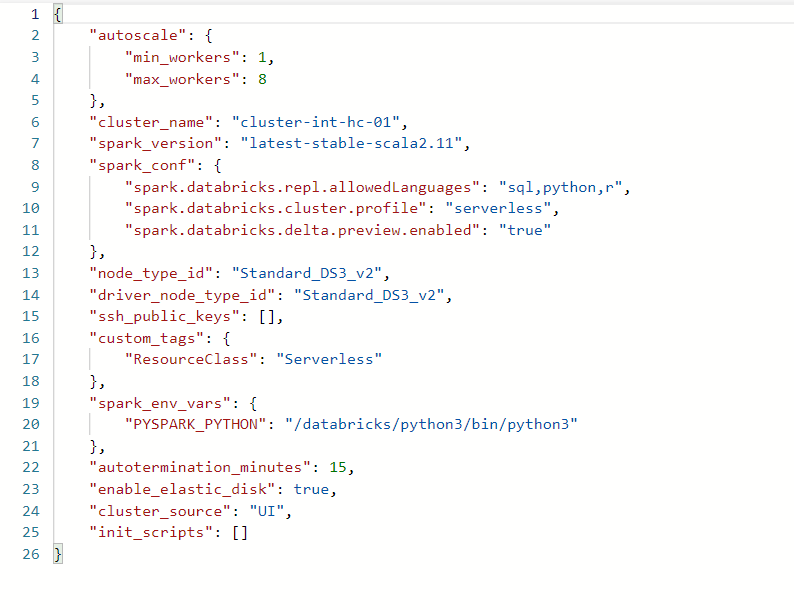 1 {
2     "autoscale": {
3         "min_workers": 1,
4         "max_workers": 8
5     },
6     "cluster_name": "cluster-int-hc-01",
7     "spark_version": "latest-stable-scala2.11",
8     "spark_conf": {
9         "spark.databricks.repl.allowedLanguages": "sql,python,r",
10         "spark.databricks.cluster.profile": "serverless",
11         "spark.databricks.delta.preview.enabled": "true"
12     },
13     "node_type_id": "Standard_DS3_v2",
14     "driver_node_type_id": "Standard_DS3_v2",
15     "ssh_public_keys": [],
16     "custom_tags": {
17         "ResourceClass": "Serverless"
18     },
19     "spark_env_vars": {
20         "PYSPARK_PYTHON": "/databricks/python3/bin/python3"
21     },
22     "autotermination_minutes": 15,
23     "enable_elastic_disk": true,
24     "cluster_source": "UI",
25     "init_scripts": []
26 }